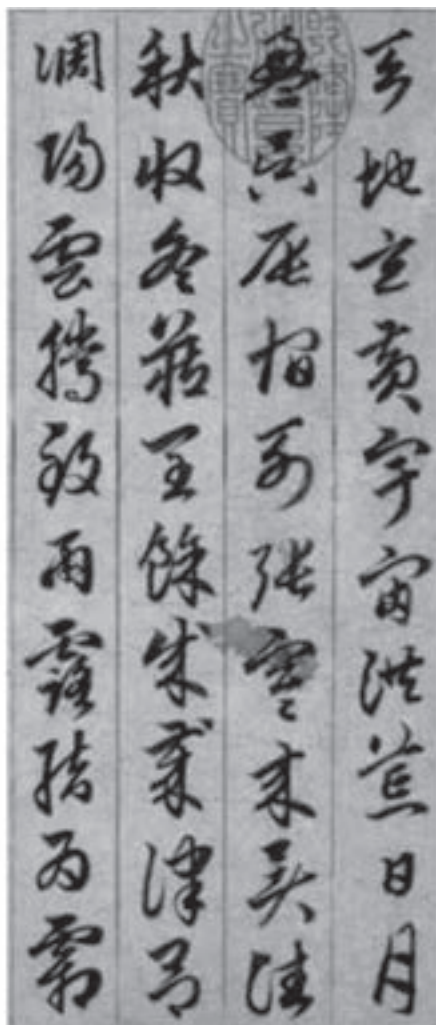 天地玄黃宇宙洪荒日月
盈昃辰宿列張寒來暑往
秋收冬藏閏餘成歲律呂
調陽雲騰致雨露結為霜